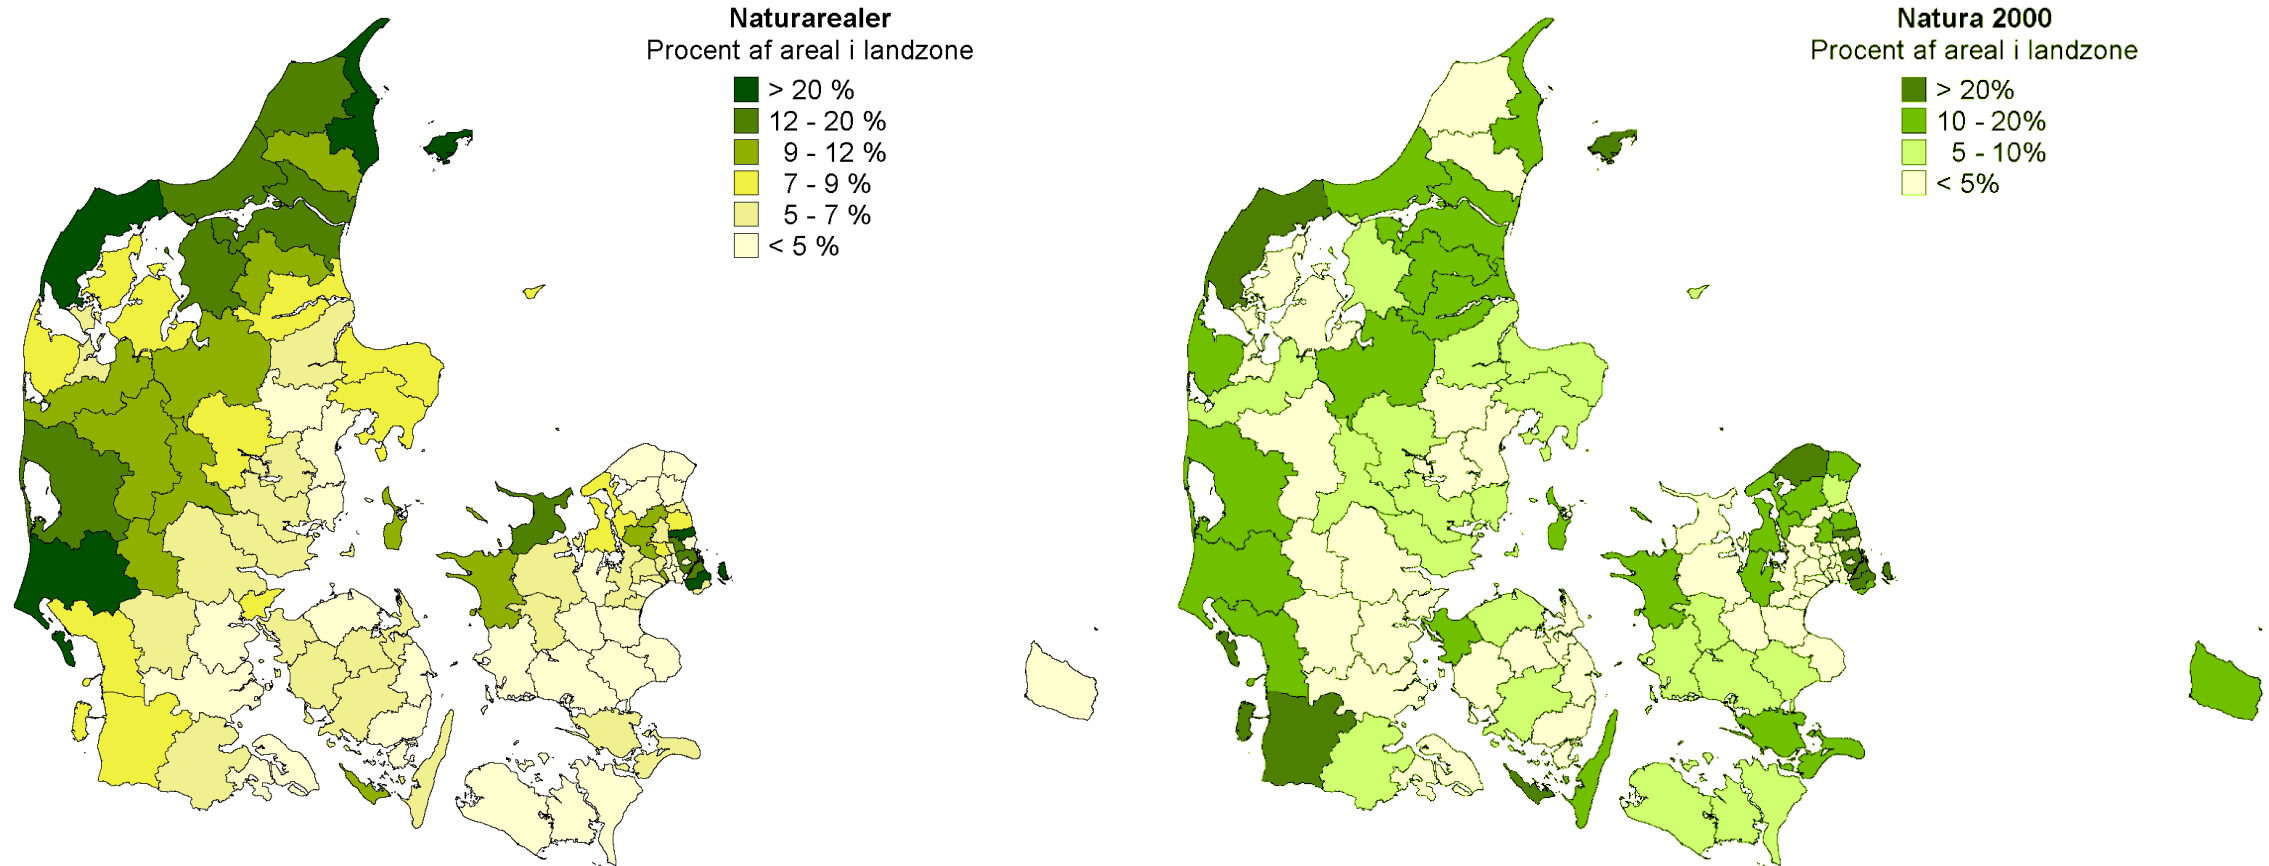 Naturarealer
Procent af areal i landzone
> 20 %
12 - 20 %
9 - 12 %
7 - 9 %
5 - 7 %
< 5 %
Natura 2000
Procent af areal i landzone
> 20%
10 - 20%
5 - 10%
< 5%